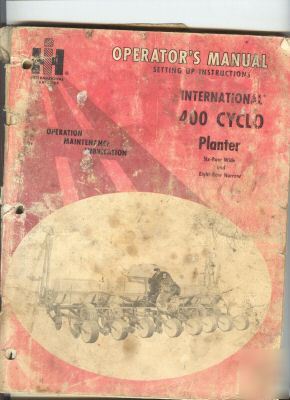 OPERATOR'S MANUAL
SETTING UP INSTRUCTIONS
INTERNATIONAL
HARVESTER
INTERNATIONAL®
400 CYCLO
Planter
Six-Row Wide
and
Eight-Row Narrow
OPERATION
MAINTENANCE
LUBRICATION